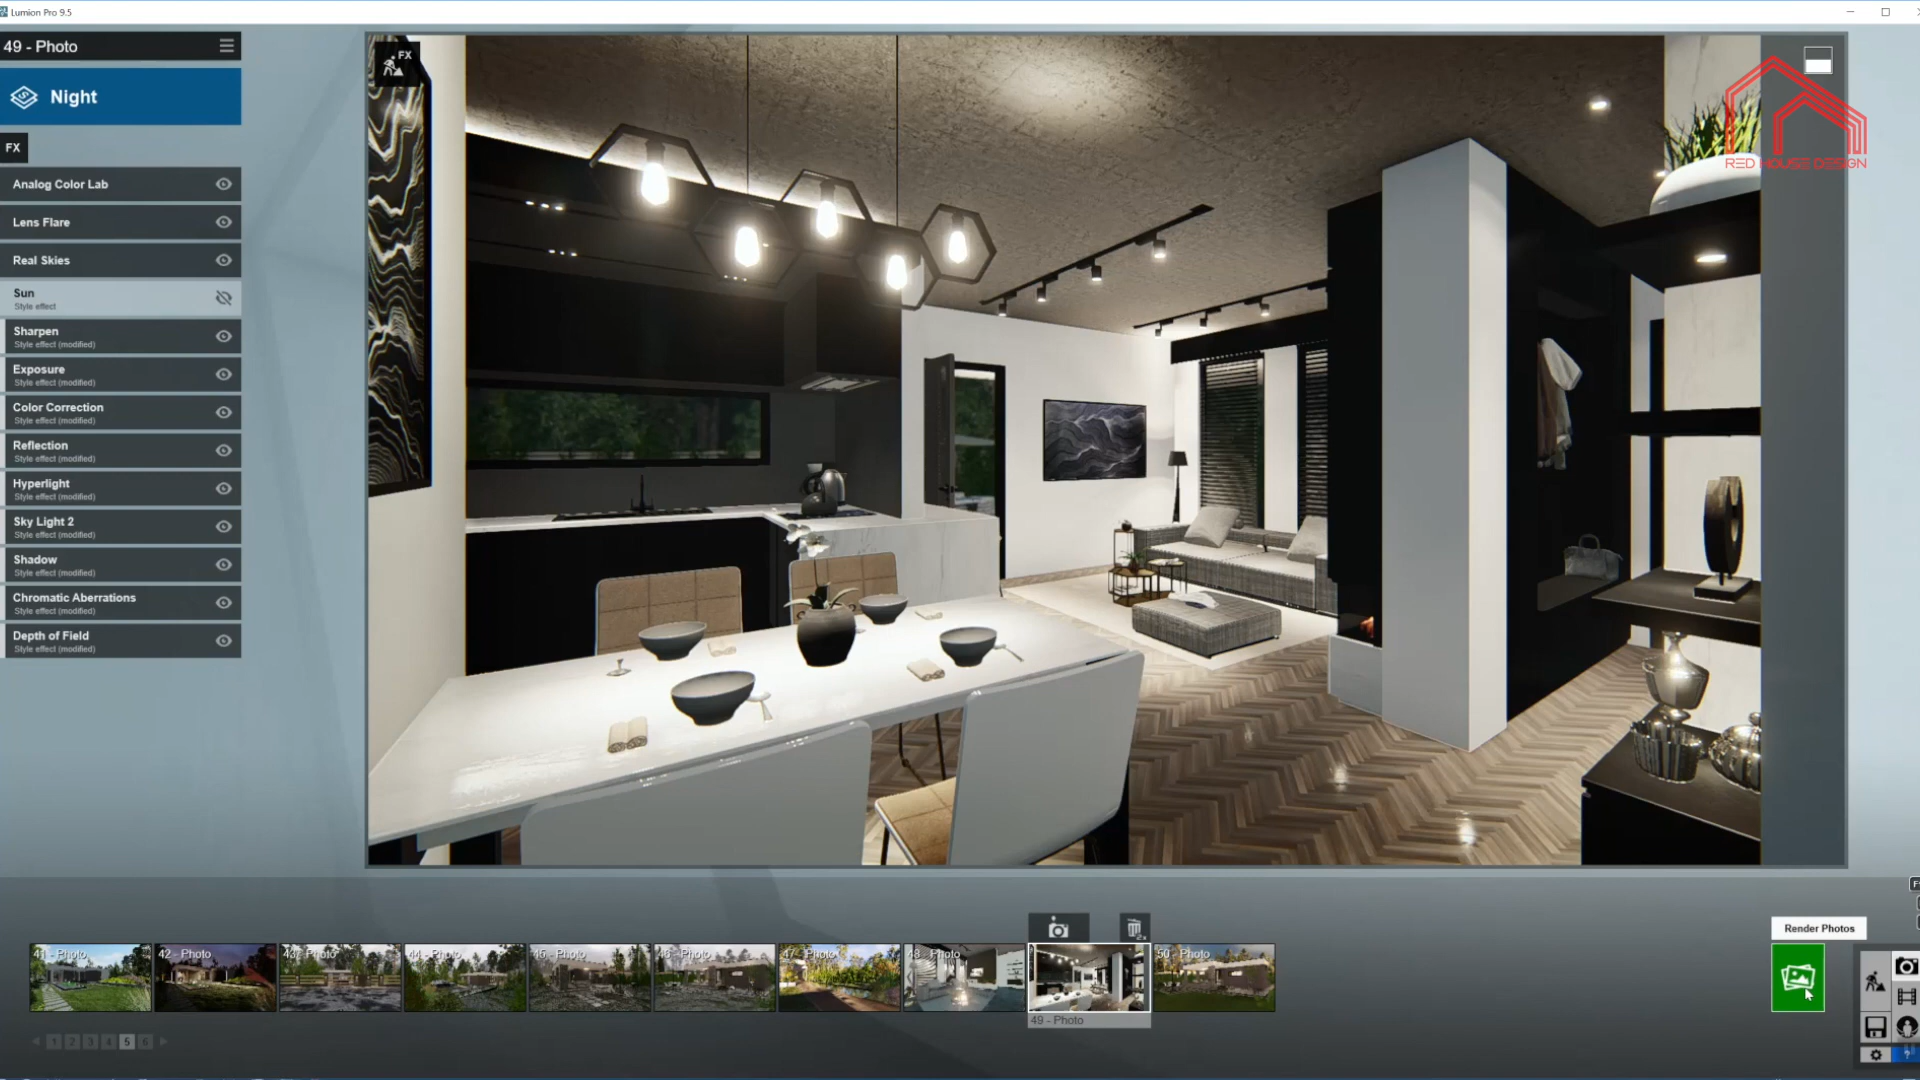 Lumion Pro 9.5
49 - Photo
Night
FX
Analog Color Lab
Lens Flare
Real Skies
Sun
Style effect
Sharpen
Style effect (modified)
Exposure
Style effect (modified)
Color Correction
Style effect (modified)
Reflection
Style effect (modified)
Hyperlight
Style effect (modified)
Sky Light 2
Style effect (modified)
Shadow
Style effect (modified)
Chromatic Aberrations
Style effect (modified)
Depth of Field
Style effect (modified)
FX
RED HOUSE DESIGN
Render Photos
41 - Photo
42 - Photo
43 - Photo
44 - Photo
45 - Photo
46 - Photo
47 - Photo
48 - Photo
50 - Photo
49 - Photo
1 2 3 4 5 6
?